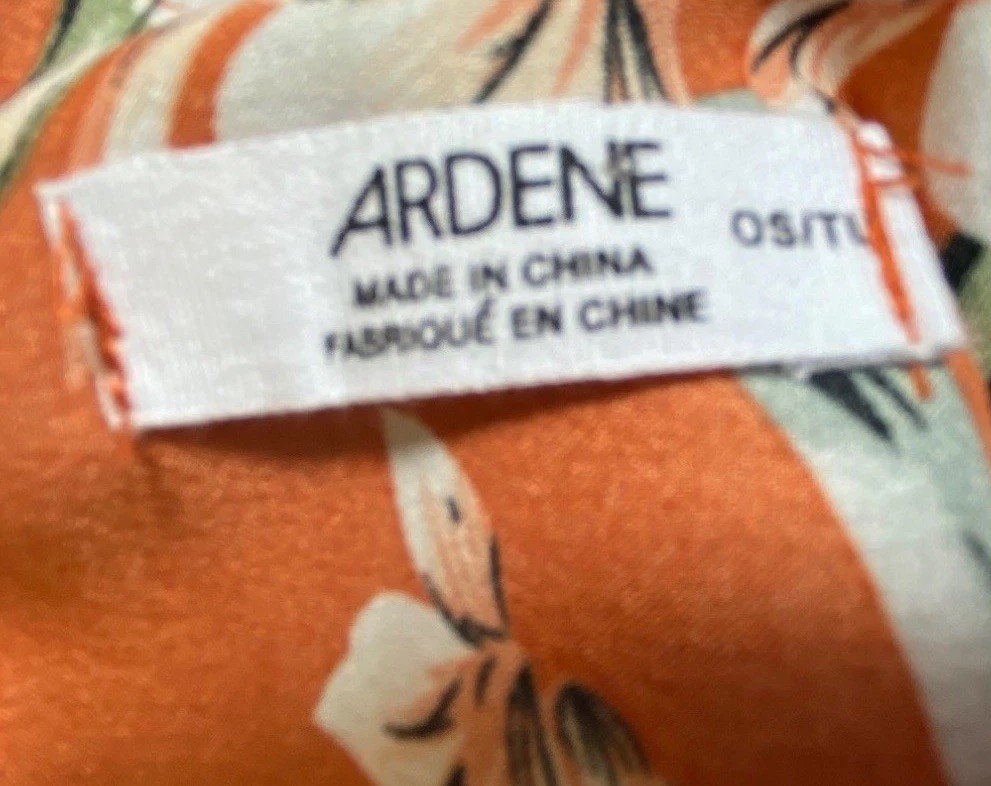 ARDENE
OS/TU
MADE IN CHINA
FABRIQUÉ EN CHINE